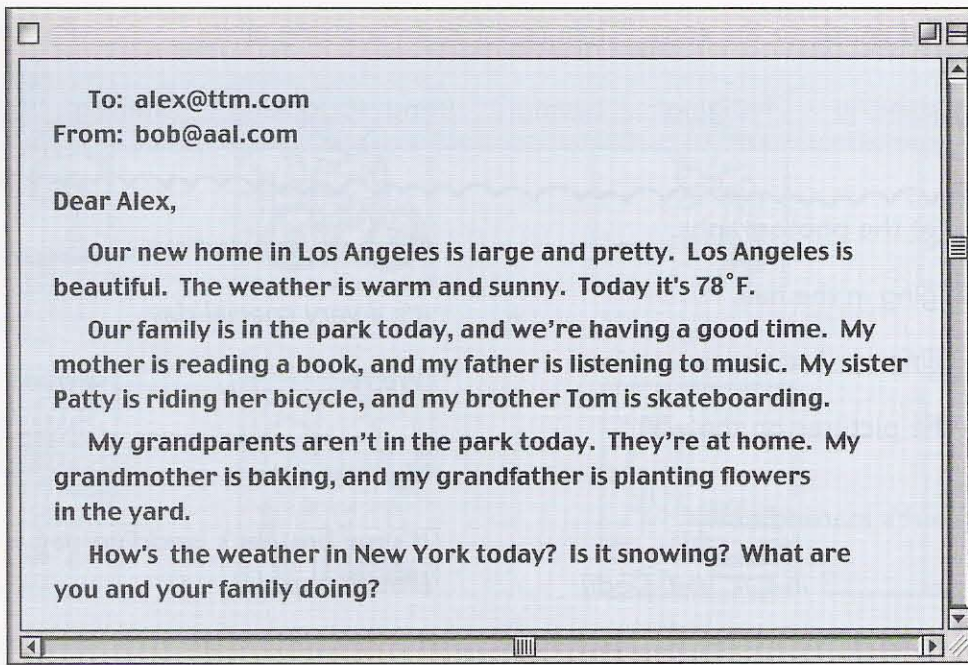 To: alex@ttm.com
From: bob@aal.com
Dear Alex,
Our new home in Los Angeles is large and pretty. Los Angeles is
beautiful. The weather is warm and sunny. Today it's 78°F.
Our family is in the park today, and we're having a good time. My
mother is reading a book, and my father is listening to music. My sister
Patty is riding her bicycle, and my brother Tom is skateboarding.
My grandparents aren't in the park today. They're at home. My
grandmother is baking, and my grandfather is planting flowers
in the yard.
How's the weather in New York today? Is it snowing? What are
you and your family doing?